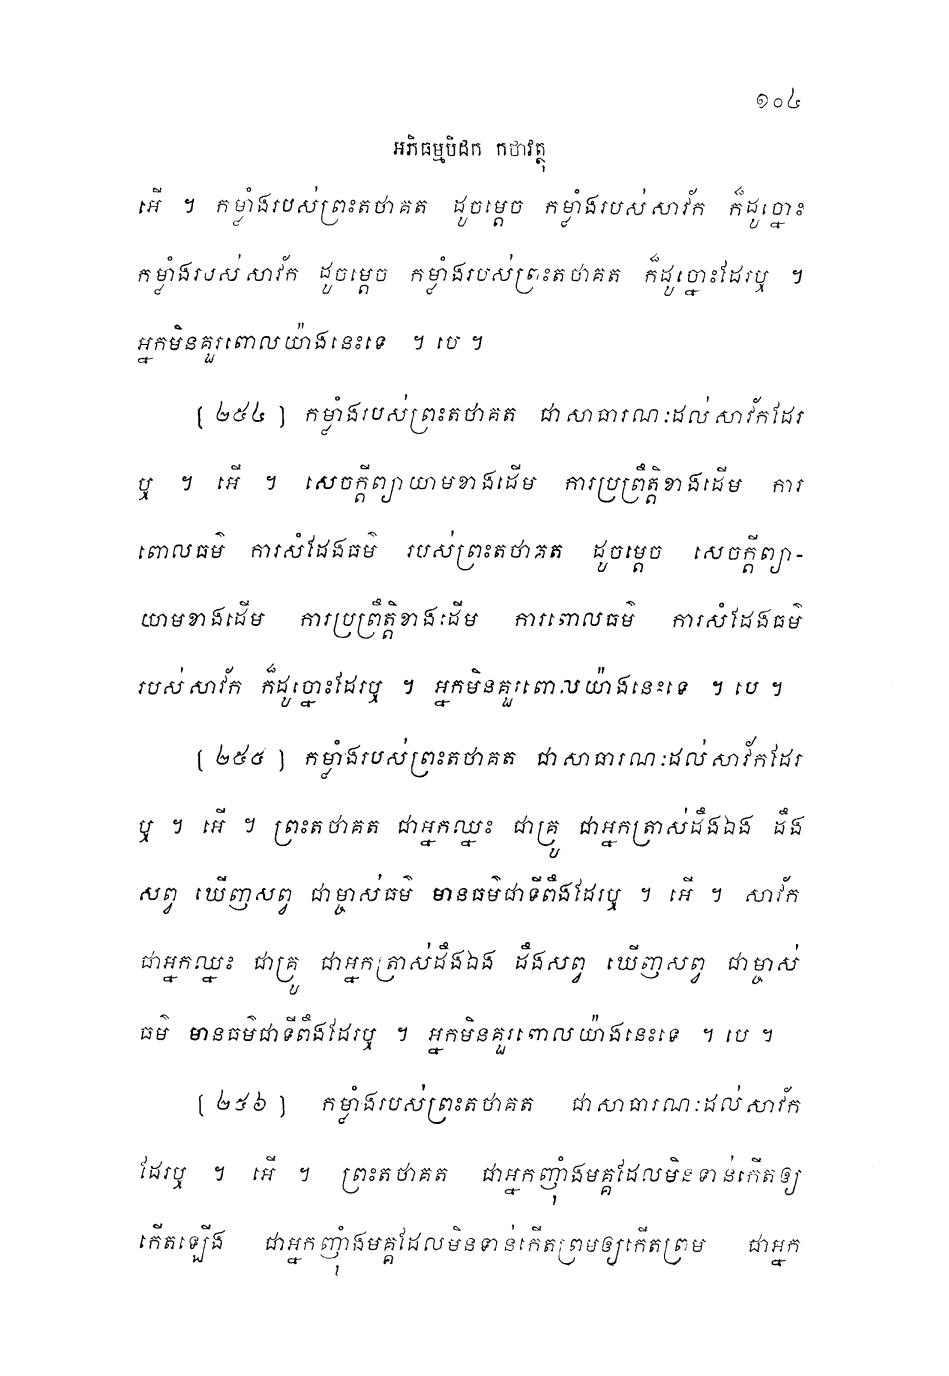 ១០៤
អភិធម្មបិដក កថាវត្ថុ
អើ ។ កម្លាំងរបស់ព្រះតថាគត ដូចម្តេច កម្លាំងរបស់សាវ័ក ក៏ដូច្នោះ
កម្លាំងរបស់សាវ័ក ដូចម្តេច កម្លាំងរបស់ព្រះតថាគត ក៏ដូច្នោះដែរឬ ។
អ្នកមិនគួរពោលយ៉ាងនេះទេ ។ បេ ។
[ ២៥៤ ] កម្លាំងរបស់ព្រះតថាគត ជាសាធារណៈដល់សាវ័កដែរ
ឬ ។ អើ ។ សេចក្តីព្យាយាមខាងដើម ការប្រព្រឹត្តិខាងដើម ការ
ពោលធម៌ ការសំដែងធម៌ របស់ព្រះតថាគត ដូចម្តេច សេចក្តីព្យា-
យាមខាងដើម ការប្រព្រឹត្តិខាងដើម ការពោលធម៌ ការសំដែងធម៌
របស់សាវ័ក ក៏ដូច្នោះដែរឬ ។ អ្នកមិនគួរពោលយ៉ាងនេះទេ ។ បេ ។
[ ២៥៥ ] កម្លាំងរបស់ព្រះតថាគត ជាសាធារណៈដល់សាវ័កដែរ
ឬ ។ អើ ។ ព្រះតថាគត ជាអ្នកឈ្នះ ជាគ្រូ ជាអ្នកត្រាស់ដឹងឯង ដឹង
សព្វ ឃើញសព្វ ជាម្ចាស់ធម៌ មានធម៌ជាទីពឹងដែរឬ ។ អើ ។ សាវ័ក
ជាអ្នកឈ្នះ ជាគ្រូ ជាអ្នកត្រាស់ដឹងឯង ដឹងសព្វ ឃើញសព្វ ជាម្ចាស់
ធម៌ មានធម៌ជាទីពឹងដែរឬ ។ អ្នកមិនគួរពោលយ៉ាងនេះទេ ។ បេ ។
[ ២៥៦ ] កម្លាំងរបស់ព្រះតថាគត ជាសាធារណៈដល់សាវ័ក
ដែរឬ ។ អើ ។ ព្រះតថាគត ជាអ្នកញ៉ាំងមគ្គដែលមិនទាន់កើតឲ្យ
កើតឡើង ជាអ្នកញ៉ាំងមគ្គដែលមិនទាន់កើតព្រមឲ្យកើតព្រម ជាអ្នក